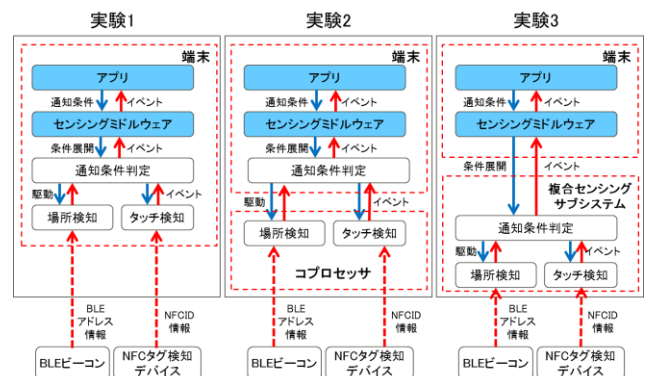 実験1
端末
アプリ
通知条件
イベント
センシングミドルウェア
条件展開
イベント
通知条件判定
駆動
イベント
場所検知
タッチ検知
BLE
アドレス
情報
NFCID
情報
BLEビーコン
NFCタグ検知
デバイス
実験2
端末
アプリ
通知条件
イベント
センシングミドルウェア
条件展開
イベント
通知条件判定
駆動
イベント
場所検知
タッチ検知
コプロセッサ
BLE
アドレス
情報
NFCID
情報
BLEビーコン
NFCタグ検知
デバイス
実験3
端末
アプリ
通知条件
イベント
センシングミドルウェア
条件展開
イベント
複合センシング
サブシステム
通知条件判定
駆動
イベント
場所検知
タッチ検知
BLE
アドレス
情報
NFCID
情報
BLEビーコン
NFCタグ検知
デバイス